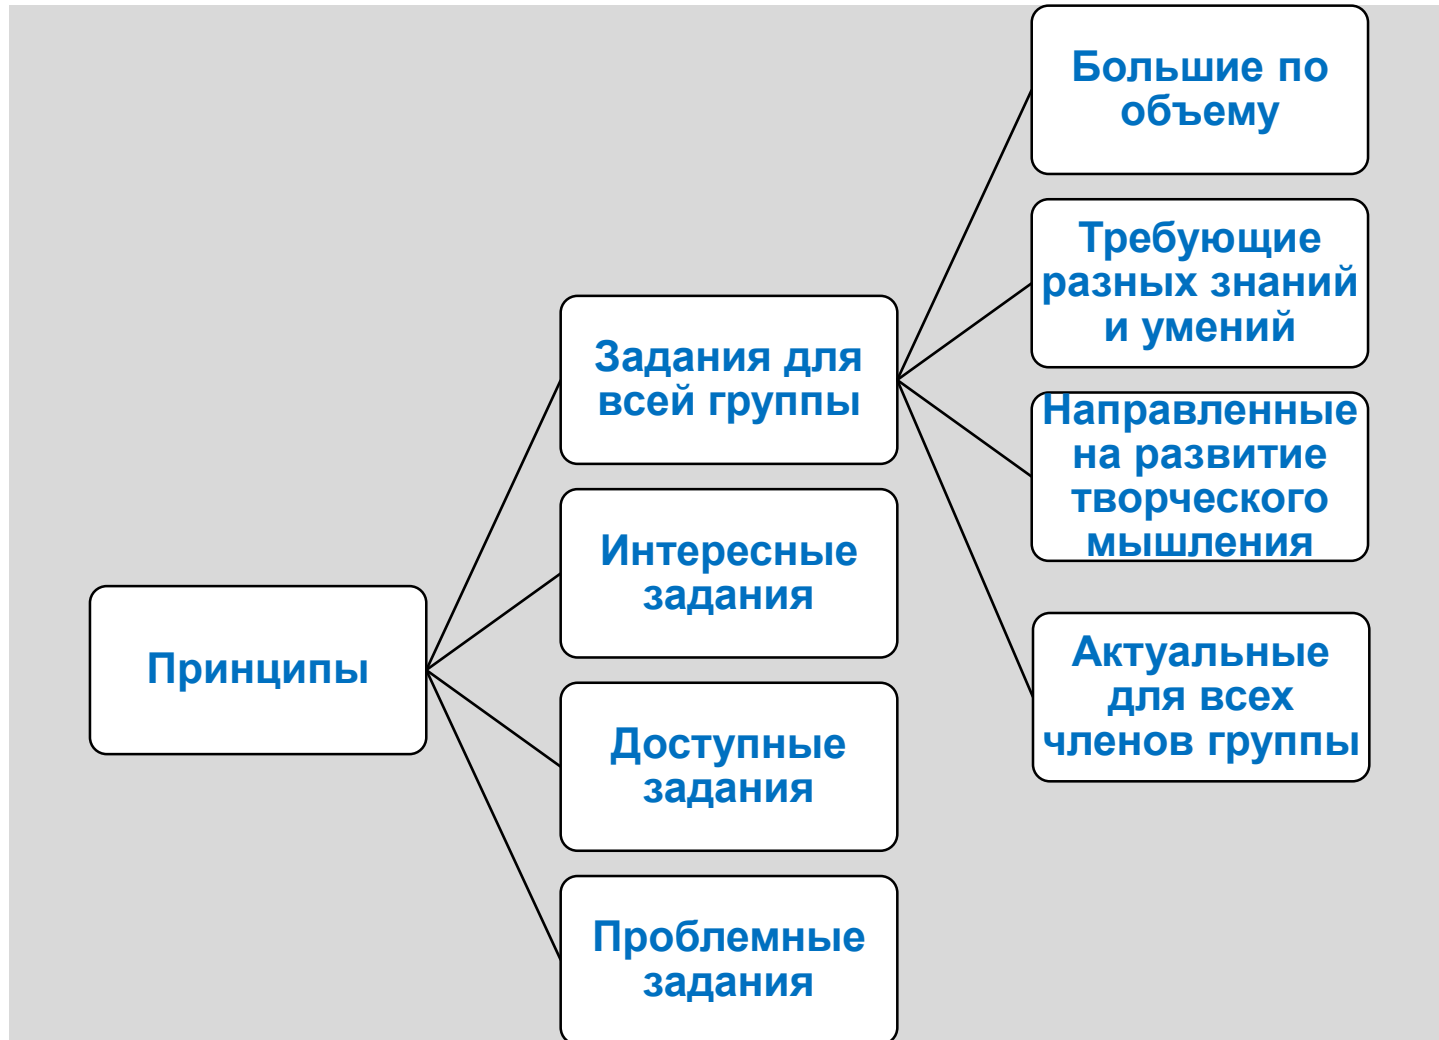 Принципы
Задания для
всей группы
Интересные
задания
Доступные
задания
Проблемные
задания
Большие по
объему
Требующие
разных знаний
и умений
Направленные
на развитие
творческого
мышления
Актуальные
для всех
членов группы